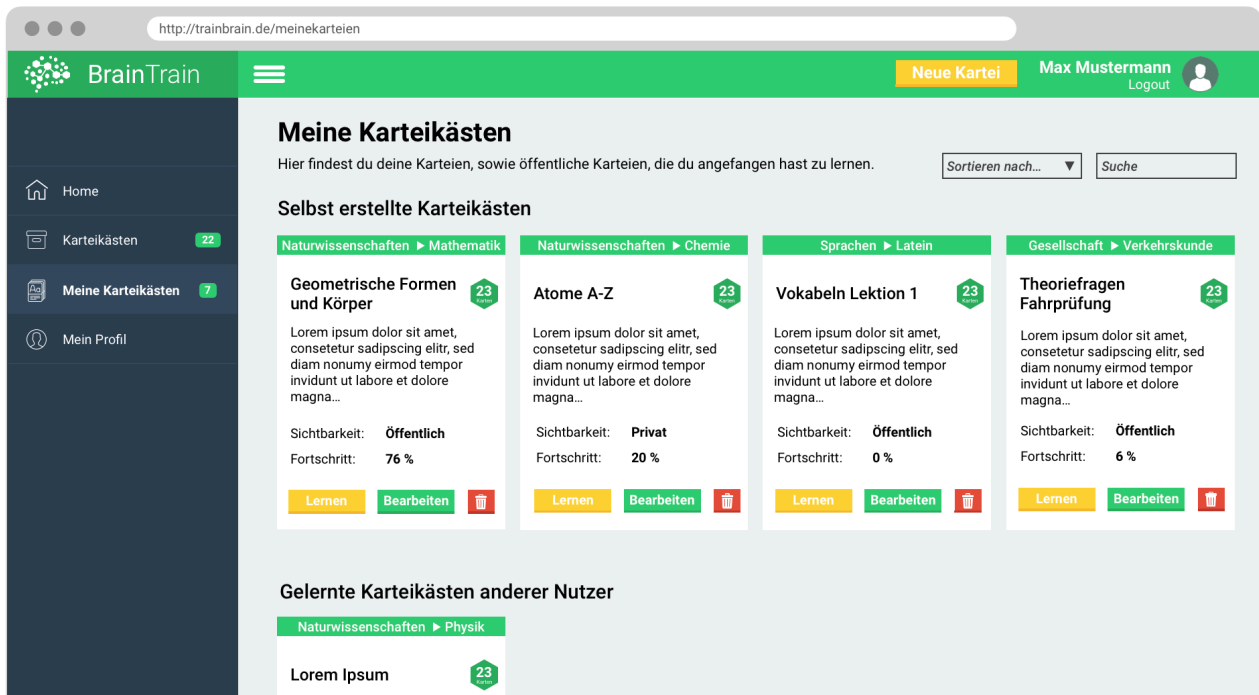 http://trainbrain.de/meinekarteien
BrainTrain
Neue Kartei
Max Mustermann
Logout
Home
Karteikästen 22
Meine Karteikästen 7
Mein Profil
Meine Karteikästen
Hier findest du deine Karteien, sowie öffentliche Karteien, die du angefangen hast zu lernen.
Sortieren nach... ▼
Suche
Selbst erstellte Karteikästen
Naturwissenschaften ▶ Mathematik
Geometrische Formen
und Körper
23
Karten
Lorem ipsum dolor sit amet,
consetetur sadipscing elitr, sed
diam nonumy eirmod tempor
invidunt ut labore et dolore
magna...
Sichtbarkeit: Öffentlich
Fortschritt: 76 %
Lernen Bearbeiten
Naturwissenschaften ▶ Chemie
Atome A-Z
23
Karten
Lorem ipsum dolor sit amet,
consetetur sadipscing elitr, sed
diam nonumy eirmod tempor
invidunt ut labore et dolore
magna...
Sichtbarkeit: Privat
Fortschritt: 20 %
Lernen Bearbeiten
Sprachen ▶ Latein
Vokabeln Lektion 1
23
Karten
Lorem ipsum dolor sit amet,
consetetur sadipscing elitr, sed
diam nonumy eirmod tempor
invidunt ut labore et dolore
magna...
Sichtbarkeit: Öffentlich
Fortschritt: 0 %
Lernen Bearbeiten
Gesellschaft ▶ Verkehrskunde
Theoriefragen
Fahrprüfung
23
Karten
Lorem ipsum dolor sit amet,
consetetur sadipscing elitr, sed
diam nonumy eirmod tempor
invidunt ut labore et dolore
magna...
Sichtbarkeit: Öffentlich
Fortschritt: 6 %
Lernen Bearbeiten
Gelernte Karteikästen anderer Nutzer
Naturwissenschaften ▶ Physik
Lorem Ipsum
23
Karten